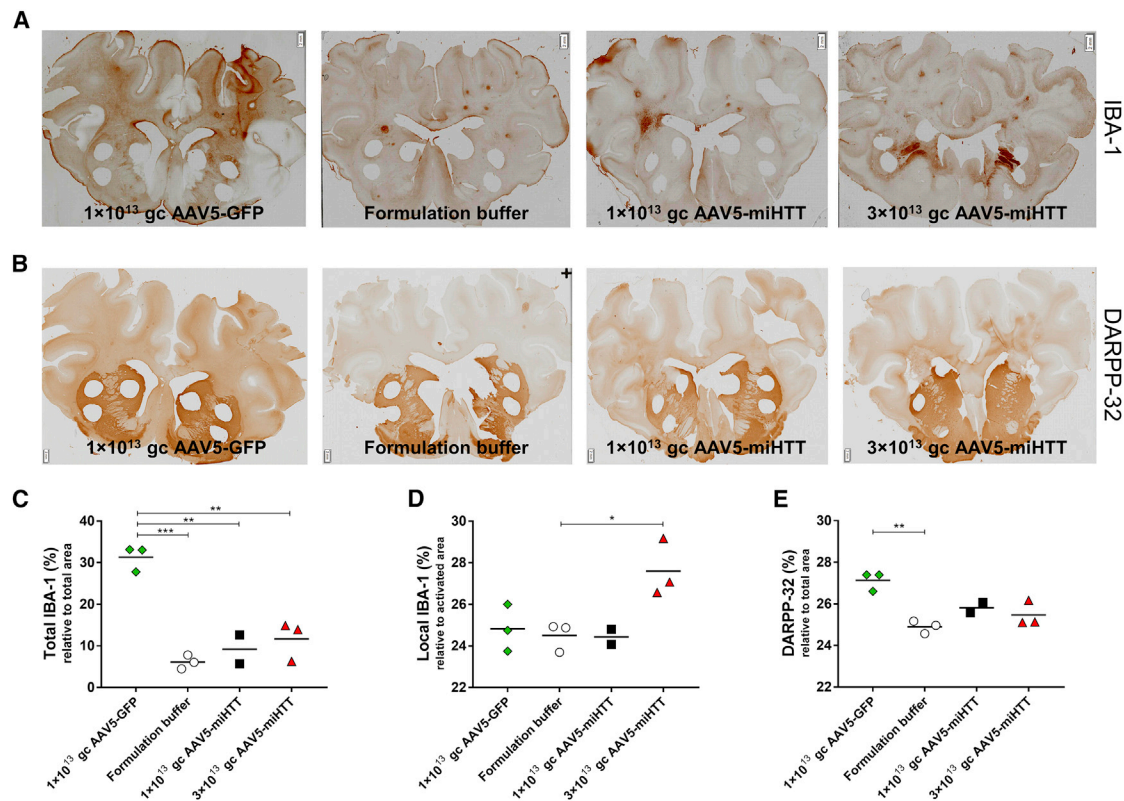 A
1×10¹³ gc AAV5-GFP
Formulation buffer
1×10¹³ gc AAV5-miHTT
3×10¹³ gc AAV5-miHTT
IBA-1
B
+
1×10¹³ gc AAV5-GFP
Formulation buffer
1×10¹³ gc AAV5-miHTT
3×10¹³ gc AAV5-miHTT
DARPP-32
C
Total IBA-1 (%)
relative to total area
40
30
20
10
0
**
**
***
1×10¹³ gc AAV5-GFP
Formulation buffer
1×10¹³ gc AAV5-miHTT
3×10¹³ gc AAV5-miHTT
D
Local IBA-1 (%)
relative to activated area
30
28
26
24
22
*
1×10¹³ gc AAV5-GFP
Formulation buffer
1×10¹³ gc AAV5-miHTT
3×10¹³ gc AAV5-miHTT
E
DARPP-32 (%)
relative to total area
30
28
26
24
22
**
1×10¹³ gc AAV5-GFP
Formulation buffer
1×10¹³ gc AAV5-miHTT
3×10¹³ gc AAV5-miHTT